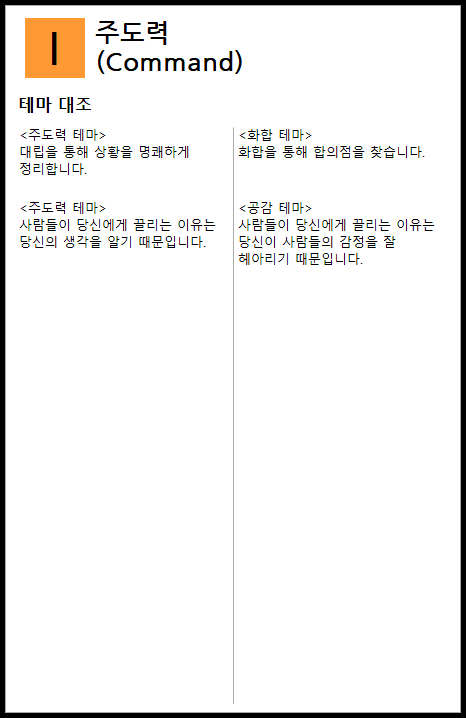 I
주도력
(Command)
테마 대조
<주도력 테마>
대립을 통해 상황을 명쾌하게
정리합니다.
<화합 테마>
화합을 통해 합의점을 찾습니다.
<주도력 테마>
사람들이 당신에게 끌리는 이유는
당신의 생각을 알기 때문입니다.
<공감 테마>
사람들이 당신에게 끌리는 이유는
당신이 사람들의 감정을 잘
헤아리기 때문입니다.